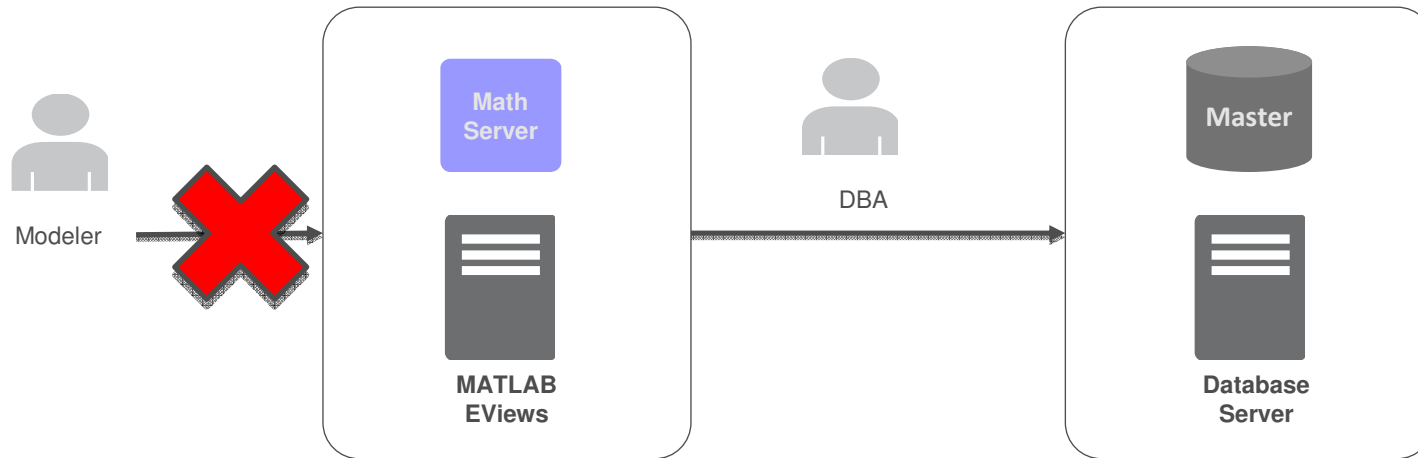 Modeler
Math
Server
MATLAB
EViews
DBA
Master
Database
Server